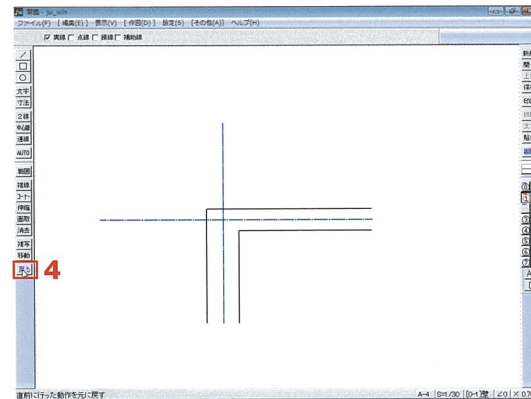 無題 - jw_win
ファイル(F) [編集(E)] 表示(V) [作図(D)] 設定(S) [その他(A)] ヘルプ(H)
実線 点線 鎖線 補助線
文字
寸法
2線
中心線
連線
AUTO
範囲
複線
コーナー
伸縮
面取
消去
複写
移動
戻る
4
直前に行った動作を元に戻す
A-4 S=1/30 [0-1]壁 ∠0